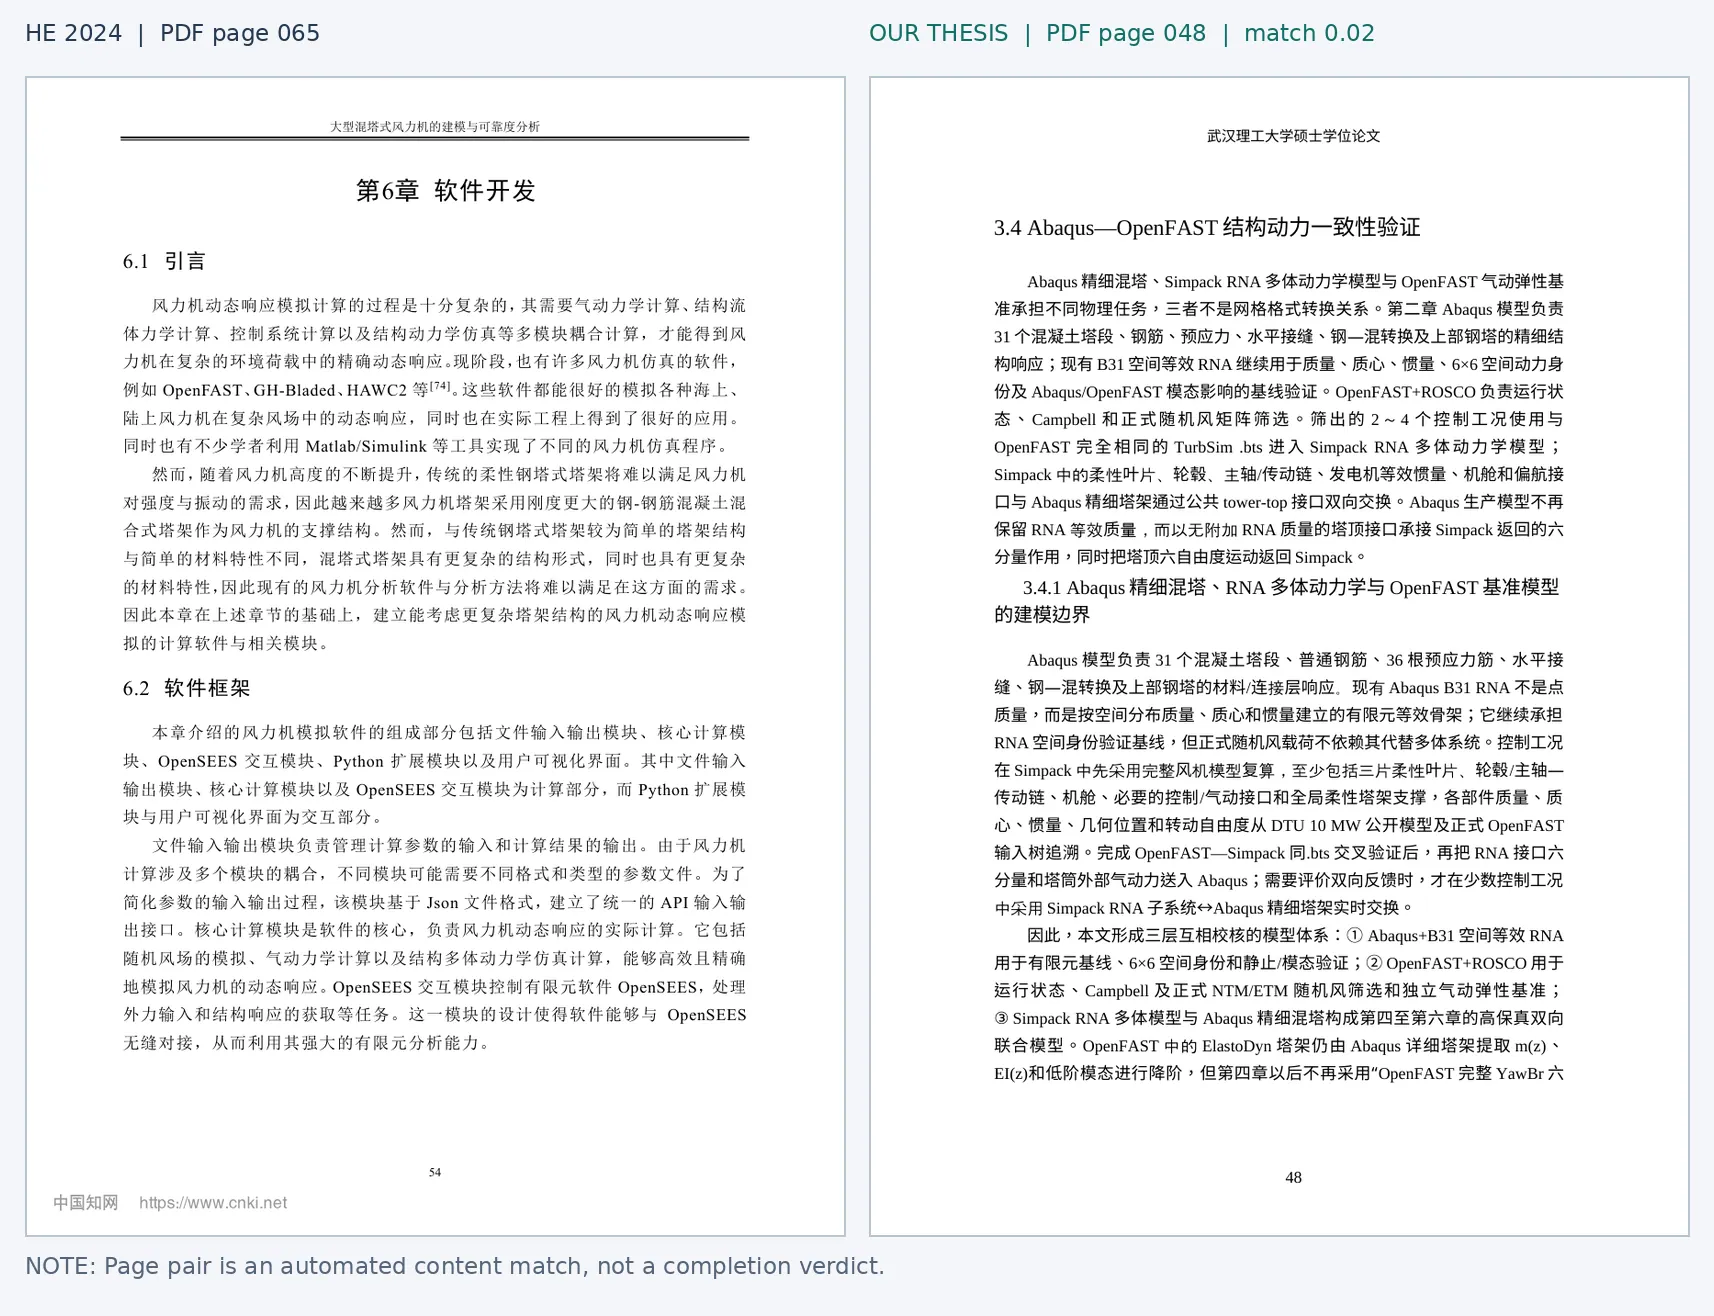 HE 2024 | PDF page 065
大型混塔式风力机的建模与可靠度分析
第6章 软件开发
6.1 引言
风力机动态响应模拟计算的过程是十分复杂的，其需要气动力学计算、结构流
体力学计算、控制系统计算以及结构动力学仿真等多模块耦合计算，才能得到风
力机在复杂的环境荷载中的精确动态响应。现阶段，也有许多风力机仿真的软件，
例如 OpenFAST、GH-Bladed、HAWC2 等[74]。这些软件都能很好的模拟各种海上、
陆上风力机在复杂风场中的动态响应，同时也在实际工程上得到了很好的应用。
同时也有不少学者利用 Matlab/Simulink 等工具实现了不同的风力机仿真程序。
然而，随着风力机高度的不断提升，传统的柔性钢塔式塔架将难以满足风力机
对强度与振动的需求，因此越来越多风力机塔架采用刚度更大的钢-钢筋混凝土混
合式塔架作为风力机的支撑结构。然而，与传统钢塔式塔架较为简单的塔架结构
与简单的材料特性不同，混塔式塔架具有更复杂的结构形式，同时也具有更复杂
的材料特性，因此现有的风力机分析软件与分析方法将难以满足在这方面的需求。
因此本章在上述章节的基础上，建立能考虑更复杂塔架结构的风力机动态响应模
拟的计算软件与相关模块。
6.2 软件框架
本章介绍的风力机模拟软件的组成部分包括文件输入输出模块、核心计算模
块、OpenSEES 交互模块、Python 扩展模块以及用户可视化界面。其中文件输入
输出模块、核心计算模块以及 OpenSEES 交互模块为计算部分，而 Python 扩展模
块与用户可视化界面为交互部分。
文件输入输出模块负责管理计算参数的输入和计算结果的输出。由于风力机
计算涉及多个模块的耦合，不同模块可能需要不同格式和类型的参数文件。为了
简化参数的输入输出过程，该模块基于 Json 文件格式，建立了统一的 API 输入输
出接口。核心计算模块是软件的核心，负责风力机动态响应的实际计算。它包括
随机风场的模拟、气动力学计算以及结构多体动力学仿真计算，能够高效且精确
地模拟风力机的动态响应。OpenSEES 交互模块控制有限元软件 OpenSEES，处理
外力输入和结构响应的获取等任务。这一模块的设计使得软件能够与 OpenSEES
无缝对接，从而利用其强大的有限元分析能力。
54
中国知网 https://www.cnki.net
OUR THESIS | PDF page 048 | match 0.02
武汉理工大学硕士学位论文
3.4 Abaqus—OpenFAST 结构动力一致性验证
Abaqus 精细混塔、Simpack RNA 多体动力学模型与 OpenFAST 气动弹性基
准承担不同物理任务，三者不是网格格式转换关系。第二章 Abaqus 模型负责
31 个混凝土塔段、钢筋、预应力、水平接缝、钢—混转换及上部钢塔的精细结
构响应；现有 B31 空间等效 RNA 继续用于质量、质心、惯量、6×6 空间动力身
份及 Abaqus/OpenFAST 模态影响的基线验证。OpenFAST+ROSCO 负责运行状
态、Campbell 和正式随机风矩阵筛选。筛出的 2～4 个控制工况使用与
OpenFAST 完全相同的 TurbSim .bts 进入 Simpack RNA 多体动力学模型；
Simpack 中的柔性叶片、轮毂、主轴/传动链、发电机等效惯量、机舱和偏航接
口与 Abaqus 精细塔架通过公共 tower-top 接口双向交换。Abaqus 生产模型不再
保留 RNA 等效质量，而以无附加 RNA 质量的塔顶接口承接 Simpack 返回的六
分量作用，同时把塔顶六自由度运动返回 Simpack。
3.4.1 Abaqus 精细混塔、RNA 多体动力学与 OpenFAST 基准模型
的建模边界
Abaqus 模型负责 31 个混凝土塔段、普通钢筋、36 根预应力筋、水平接
缝、钢—混转换及上部钢塔的材料/连接层响应。现有 Abaqus B31 RNA 不是点
质量，而是按空间分布质量、质心和惯量建立的有限元等效骨架；它继续承担
RNA 空间身份验证基线，但正式随机风载荷不依赖其代替多体系统。控制工况
在 Simpack 中先采用完整风机模型复算，至少包括三片柔性叶片、轮毂/主轴—
传动链、机舱、必要的控制/气动接口和全局柔性塔架支撑，各部件质量、质
心、惯量、几何位置和转动自由度从 DTU 10 MW 公开模型及正式 OpenFAST
输入树追溯。完成 OpenFAST—Simpack 同.bts 交叉验证后，再把 RNA 接口六
分量和塔筒外部气动力送入 Abaqus；需要评价双向反馈时，才在少数控制工况
中采用 Simpack RNA 子系统↔Abaqus 精细塔架实时交换。
因此，本文形成三层互相校核的模型体系：① Abaqus+B31 空间等效 RNA
用于有限元基线、6×6 空间身份和静止/模态验证；② OpenFAST+ROSCO 用于
运行状态、Campbell 及正式 NTM/ETM 随机风筛选和独立气动弹性基准；
③ Simpack RNA 多体模型与 Abaqus 精细混塔构成第四至第六章的高保真双向
联合模型。OpenFAST 中的 ElastoDyn 塔架仍由 Abaqus 详细塔架提取 m(z)、
EI(z)和低阶模态进行降阶，但第四章以后不再采用“OpenFAST 完整 YawBr 六
48
NOTE: Page pair is an automated content match, not a completion verdict.